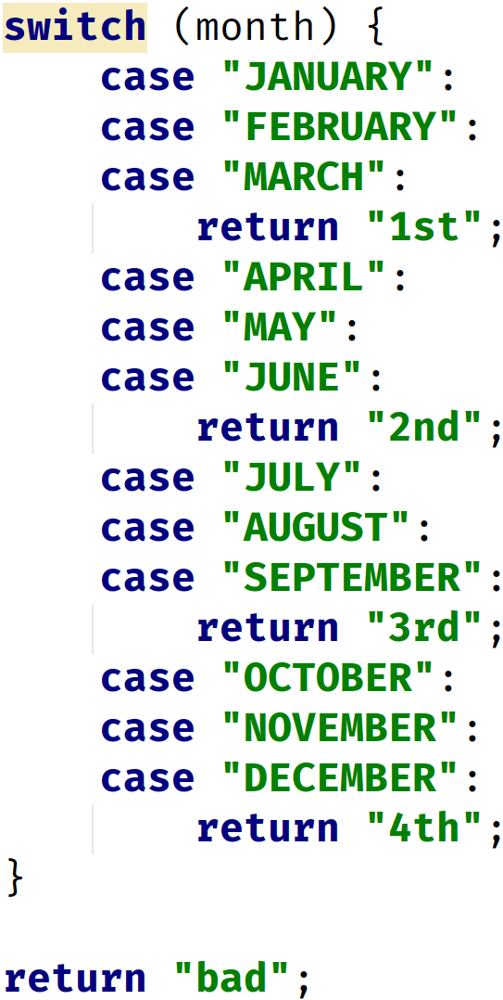 switch (month) {
case "JANUARY":
case "FEBRUARY":
case "MARCH":
return "1st";
case "APRIL":
case "MAY":
case "JUNE":
return "2nd";
case "JULY":
case "AUGUST":
case "SEPTEMBER":
return "3rd";
case "OCTOBER":
case "NOVEMBER":
case "DECEMBER":
return "4th";
}
return "bad";